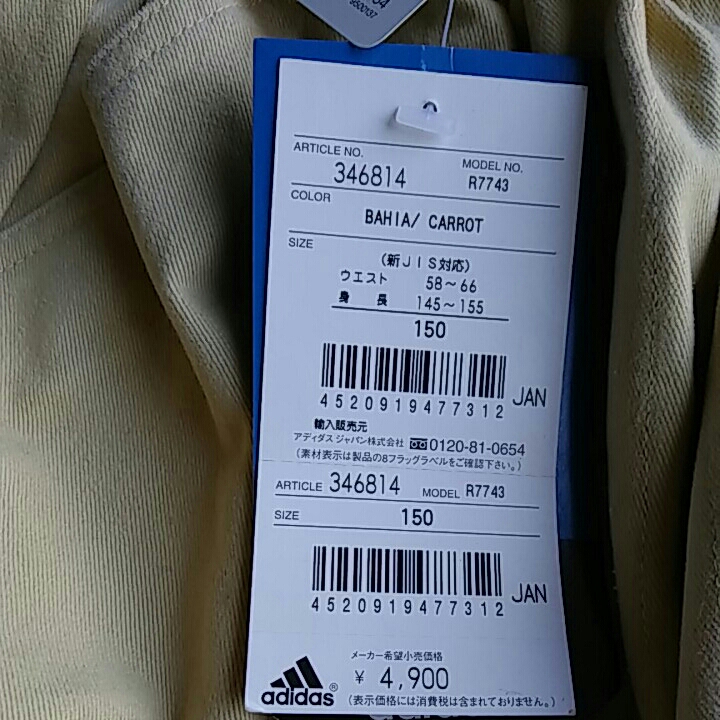 9500137
ARTICLE NO. 346814 MODEL NO. R7743
COLOR
BAHIA/ CARROT
SIZE
(新JIS対応)
ウエスト 58~66
身長 145~155
150
4520919477312 JAN
輸入販売元
アディダス ジャパン株式会社 0120-81-0654
(素材表示は製品の8フラッグラベルをご確認下さい。)
ARTICLE 346814 MODEL R7743
SIZE 150
4520919477312 JAN
メーカー希望小売価格
¥ 4,900
adidas® (表示価格には消費税は含まれておりません。)